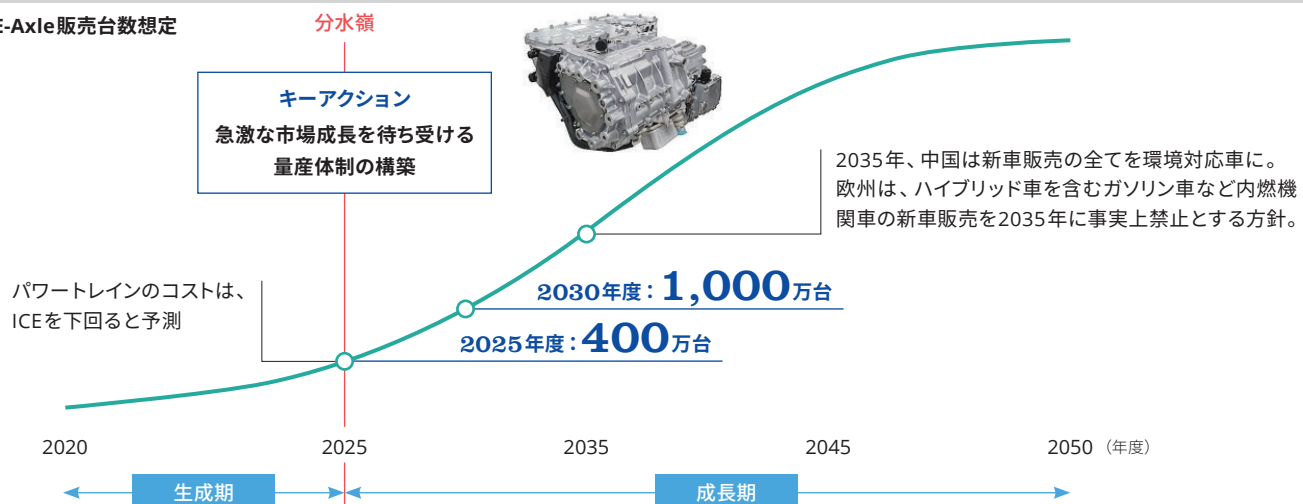 E-Axle販売台数想定
分水嶺
キーアクション
急激な市場成長を待ち受ける
量産体制の構築
2035年、中国は新車販売の全てを環境対応車に。
欧州は、ハイブリッド車を含むガソリン車など内燃機
関車の新車販売を2035年に事実上禁止とする方針。
パワートレインのコストは、
ICEを下回ると予測
2030年度：1,000万台
2025年度：400万台
2020 2025 2035 2045 2050（年度）
生成期 成長期